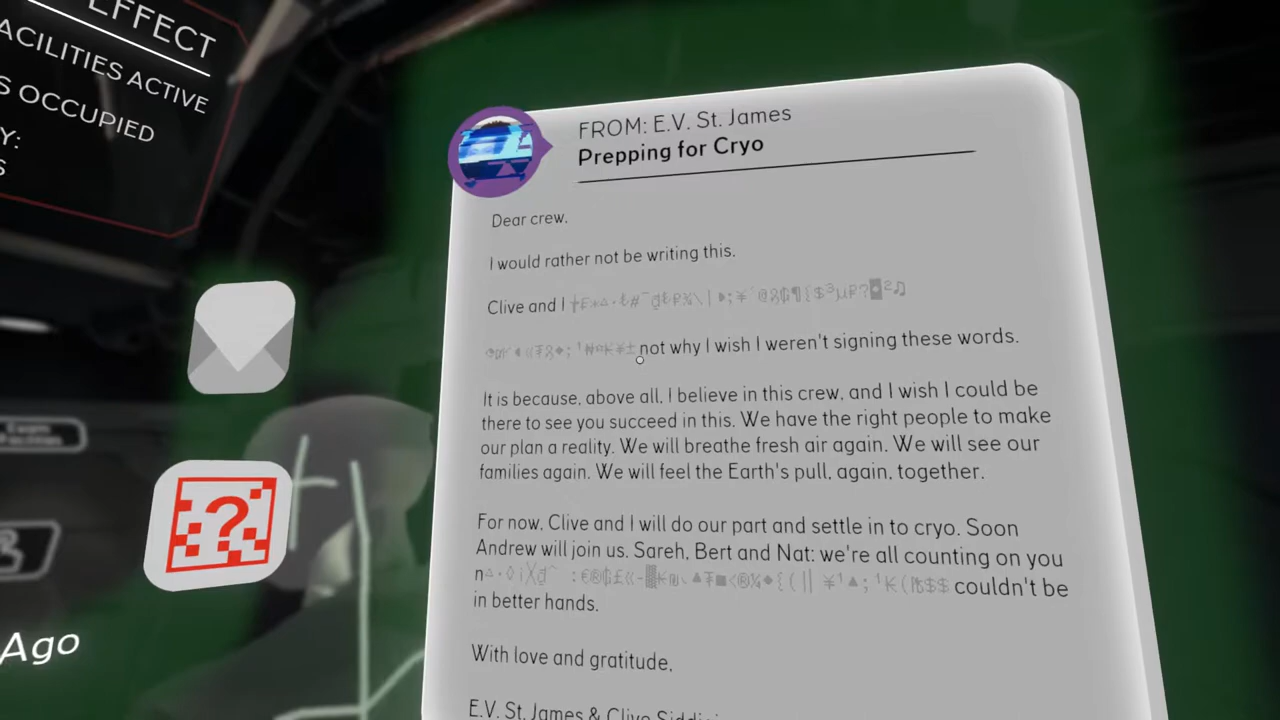 EFFECT
ACILITIES ACTIVE
S OCCUPIED
Y:
S
FROM: E.V. St. James
Prepping for Cryo
Dear crew.
I would rather not be writing this.
Clive and I
not why I wish I weren't signing these words.
It is because, above all, I believe in this crew, and I wish I could be
there to see you succeed in this. We have the right people to make
our plan a reality. We will breathe fresh air again. We will see our
families again. We will feel the Earth's pull, again, together.
For now, Clive and I will do our part and settle in to cryo. Soon
Andrew will join us. Sareh, Bert and Nat: we're all counting on you
n couldn't be
in better hands.
With love and gratitude,
E.V. St. James & Clive
?
Ago